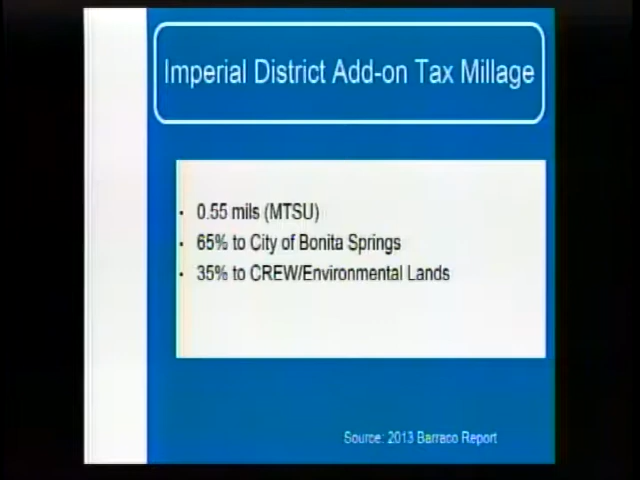 Imperial District Add-on Tax Millage
• 0.55 mils (MTSU)
• 65% to City of Bonita Springs
• 35% to CREW/Environmental Lands
Source: 2013 Barraco Report